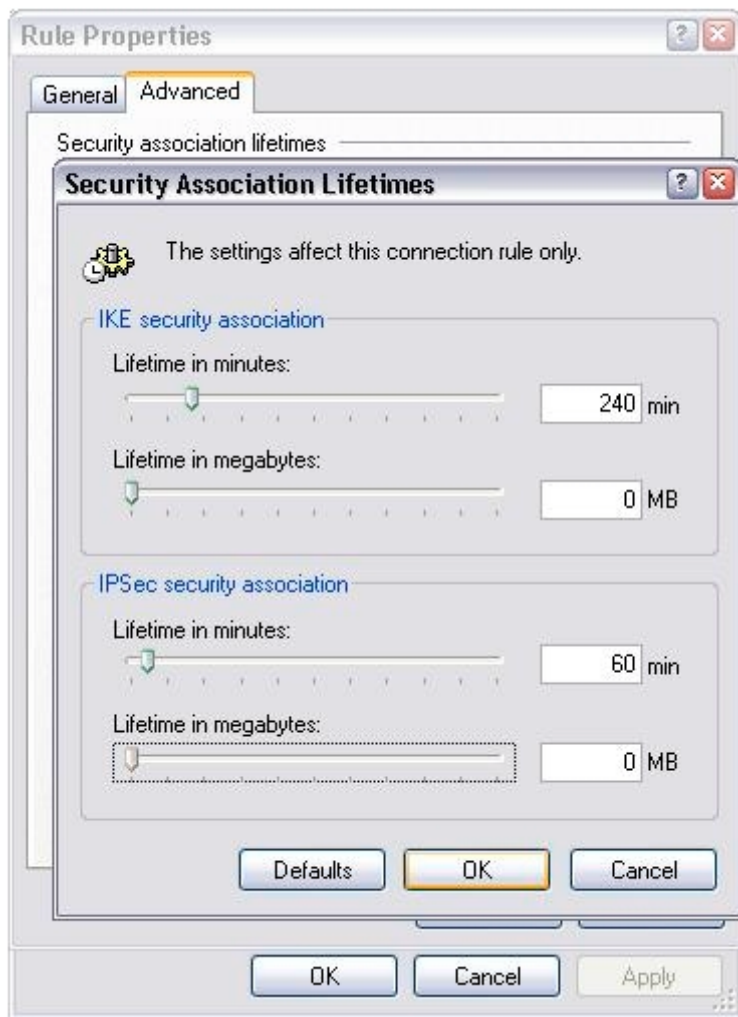 Rule Properties
General
Advanced
Security association lifetimes
Security Association Lifetimes
The settings affect this connection rule only.
IKE security association
Lifetime in minutes:
240 min
Lifetime in megabytes:
0 MB
IPSec security association
Lifetime in minutes:
60 min
Lifetime in megabytes:
0 MB
Defaults
OK
Cancel
OK
Cancel
Apply